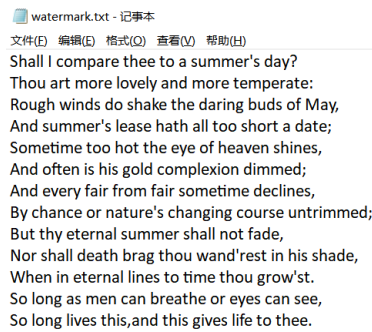 watermark.txt - 记事本
文件(F) 编辑(E) 格式(O) 查看(V) 帮助(H)
Shall I compare thee to a summer's day?
Thou art more lovely and more temperate:
Rough winds do shake the daring buds of May,
And summer's lease hath all too short a date;
Sometime too hot the eye of heaven shines,
And often is his gold complexion dimmed;
And every fair from fair sometime declines,
By chance or nature's changing course untrimmed;
But thy eternal summer shall not fade,
Nor shall death brag thou wand'rest in his shade,
When in eternal lines to time thou grow'st.
So long as men can breathe or eyes can see,
So long lives this,and this gives life to thee.